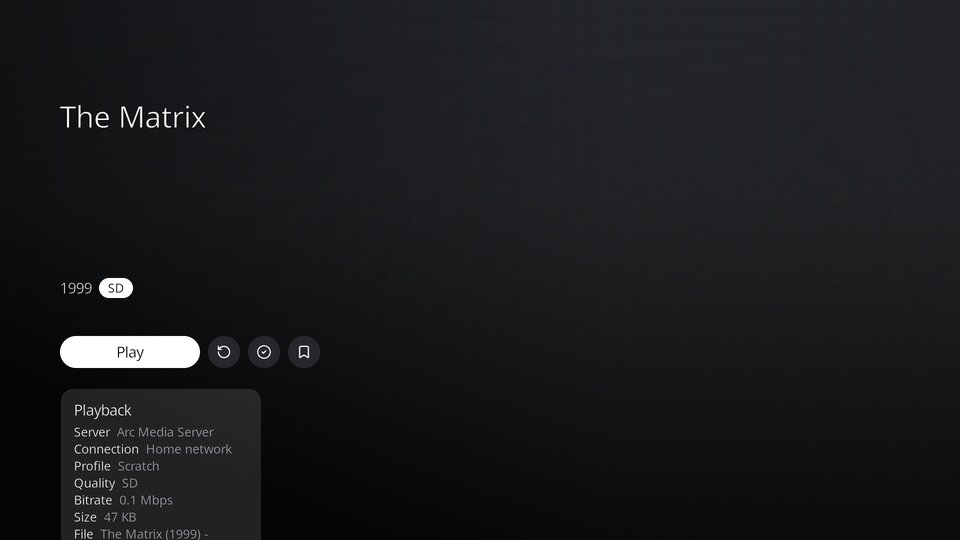 The Matrix
1999 SD
Play
Playback
Server Arc Media Server
Connection Home network
Profile Scratch
Quality SD
Bitrate 0.1 Mbps
Size 47 KB
File The Matrix (1999) -